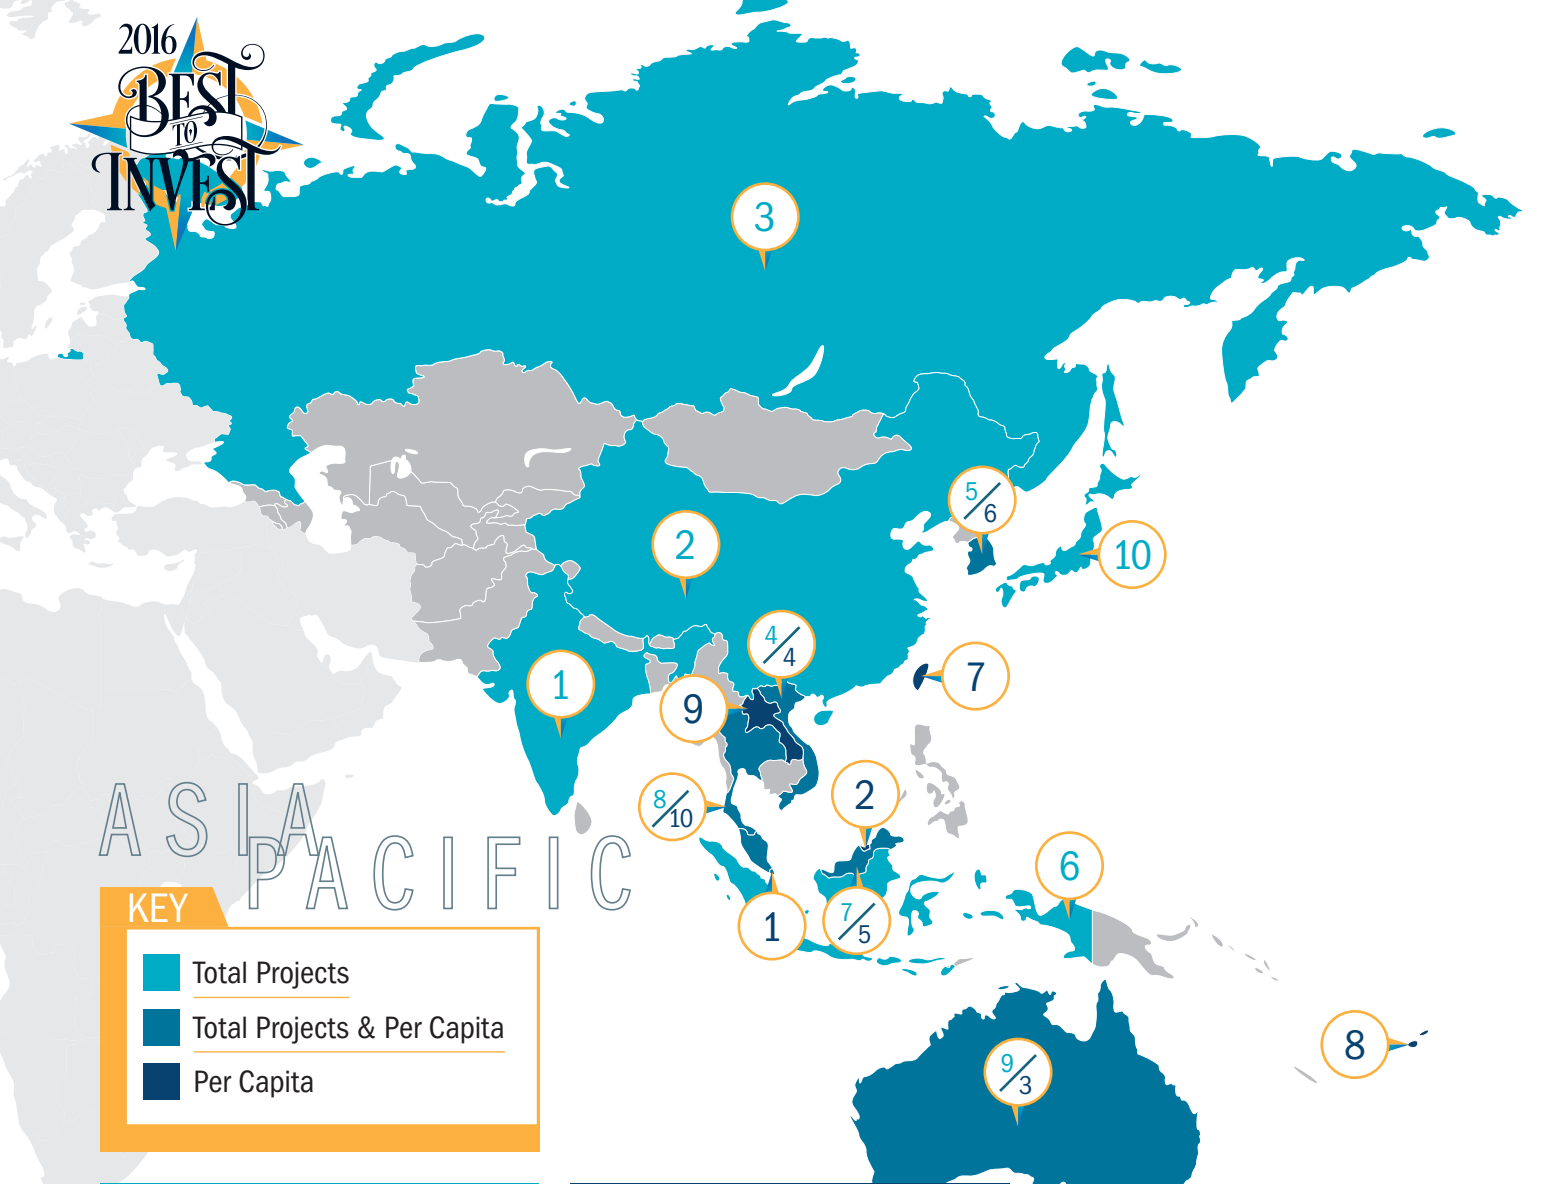 2016
BEST
TO
INVEST
3
5/6
10
2
4/4
7
1
9
8/10
2
6
1
7/5
8
9/3
ASIA
PACIFIC
KEY
Total Projects
Total Projects & Per Capita
Per Capita